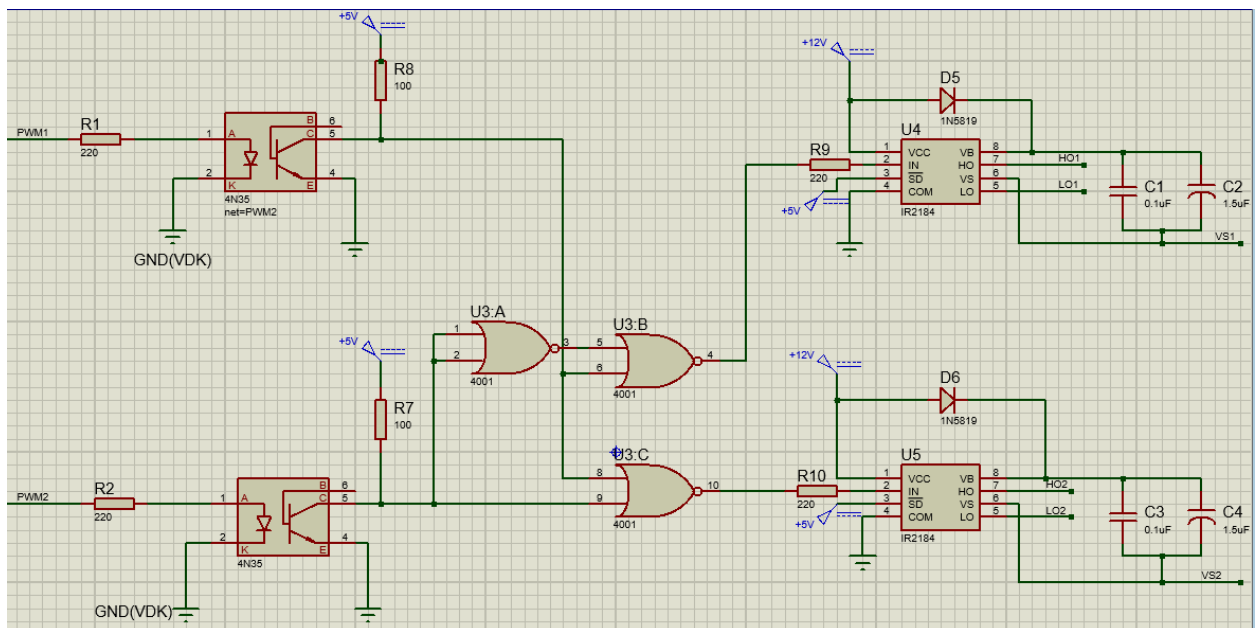 +5V
R8
100
PWM1
R1
220
1
A
2
K
B
6
C
5
E
4
4N35
net=PWM2
GND(VDK)
+12V
D5
1N5819
U4
R9
220
+5V
1
VCC
2
IN
3
SD
4
COM
VB
8
HO
7
VS
6
LO
5
IR2184
HO1
LO1
C1
0.1uF
C2
1.5uF
VS1
U3:A
1
2
3
4001
U3:B
5
6
4
4001
+5V
R7
100
PWM2
R2
220
1
A
2
K
B
6
C
5
E
4
4N35
GND(VDK)
U3:C
8
9
10
4001
+12V
D6
1N5819
U5
R10
220
+5V
1
VCC
2
IN
3
SD
4
COM
VB
8
HO
7
VS
6
LO
5
IR2184
HO2
LO2
C3
0.1uF
C4
1.5uF
VS2